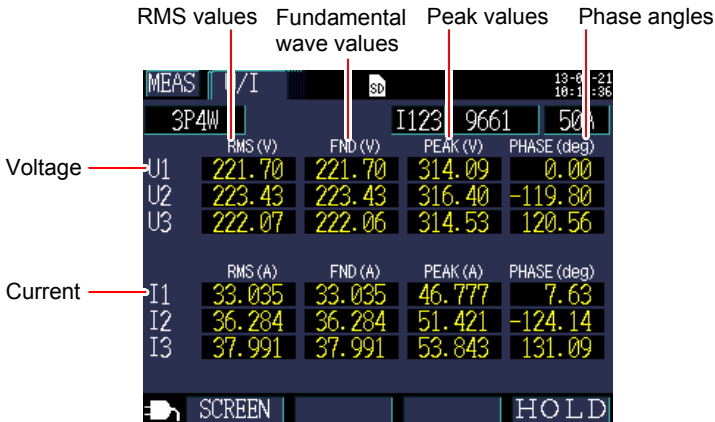 RMS values Fundamental wave values Peak values Phase angles
MEAS /I SD
3P4W I123 9661
RMS (V) FND (V) PEAK (V) PHASE (deg)
Voltage U1 221.70 221.70 314.09 0.00
U2 223.43 223.43 316.40 -119.80
U3 222.07 222.06 314.53 120.56
RMS (A) FND (A) PEAK (A) PHASE (deg)
Current I1 33.035 33.035 46.777 7.63
I2 36.284 36.284 51.421 -124.14
I3 37.991 37.991 53.843 131.09
SCREEN HOLD